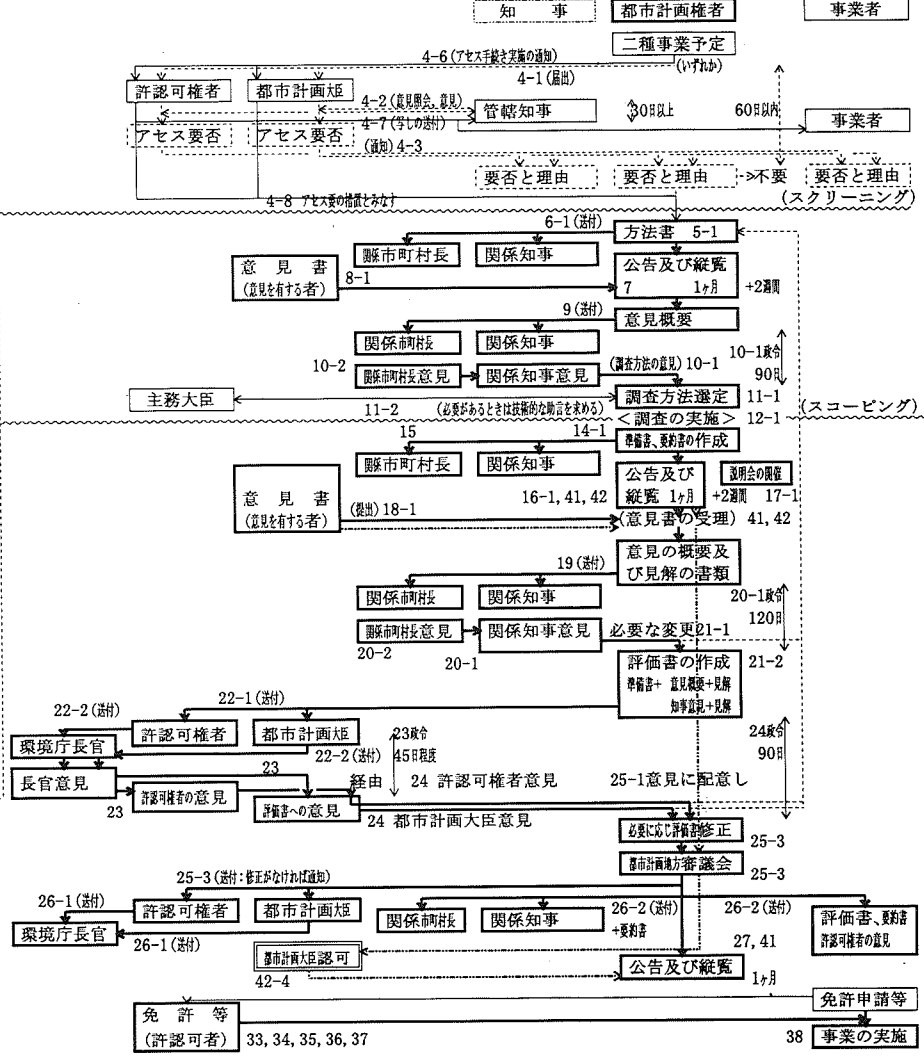 知　事
都市計画権者
事業者
二種事業予定
4-6(アセス手続き実施の通知)
(いずれか)
4-1(届出)
許認可権者
都市計画大臣
4-2(意見照会、意見)
管轄知事
30日以上
60日以内
事業者
アセス要否
アセス要否
4-7(写しの送付)
(通知)4-3
要否と理由
要否と理由
不要
要否と理由
4-8 アセス要の措置とみなす
(スクリーニング)
6-1(送付)
方法書 5-1
関係市町村長
関係知事
意見書
(意見を有する者)
8-1
公告及び縦覧
7 1ヶ月
+2週間
9(送付)
意見概要
関係市町村長
関係知事
10-1政令
90日
10-2
関係市町村長意見
関係知事意見
(調査方法の意見)10-1
主務大臣
調査方法選定
11-1
11-2
(必要があるときは技術的な助言を求める)
(スコーピング)
<調査の実施>
12-1
15
14-1
準備書、要約書の作成
関係市町村長
関係知事
公告及び
縦覧 1ヶ月
説明会の開催
+2週間 17-1
16-1, 41, 42
意見書
(意見を有する者)
(提出)18-1
(意見書の受理) 41, 42
意見の概要及
び見解の書類
19(送付)
関係市町村長
関係知事
20-1政令
120日
関係市町村長意見
関係知事意見
必要な変更21-1
20-2
20-1
評価書の作成
準備書+ 意見概要+見解
知事意見+見解
21-2
22-1(送付)
22-2(送付)
許認可権者
都市計画大臣
23政令
45日程度
24政令
90日
環境庁長官
22-2(送付)
長官意見
23
経由
24 許認可権者意見
25-1意見に配意し
23
許認可権者の意見
評価書への意見
24 都市計画大臣意見
必要に応じ評価書修正
25-3
都市計画地方審議会
25-3
25-3(送付:修正がなければ通知)
26-1(送付)
許認可権者
都市計画大臣
関係市町村長
関係知事
26-2(送付)
+要約書
26-2(送付)
評価書、要約書
許認可権者の意見
環境庁長官
26-1(送付)
27, 41
都市計画大臣認可
公告及び縦覧
42-4
1ヶ月
免許申請等
免許等
(許認可者)
33, 34, 35, 36, 37
38
事業の実施